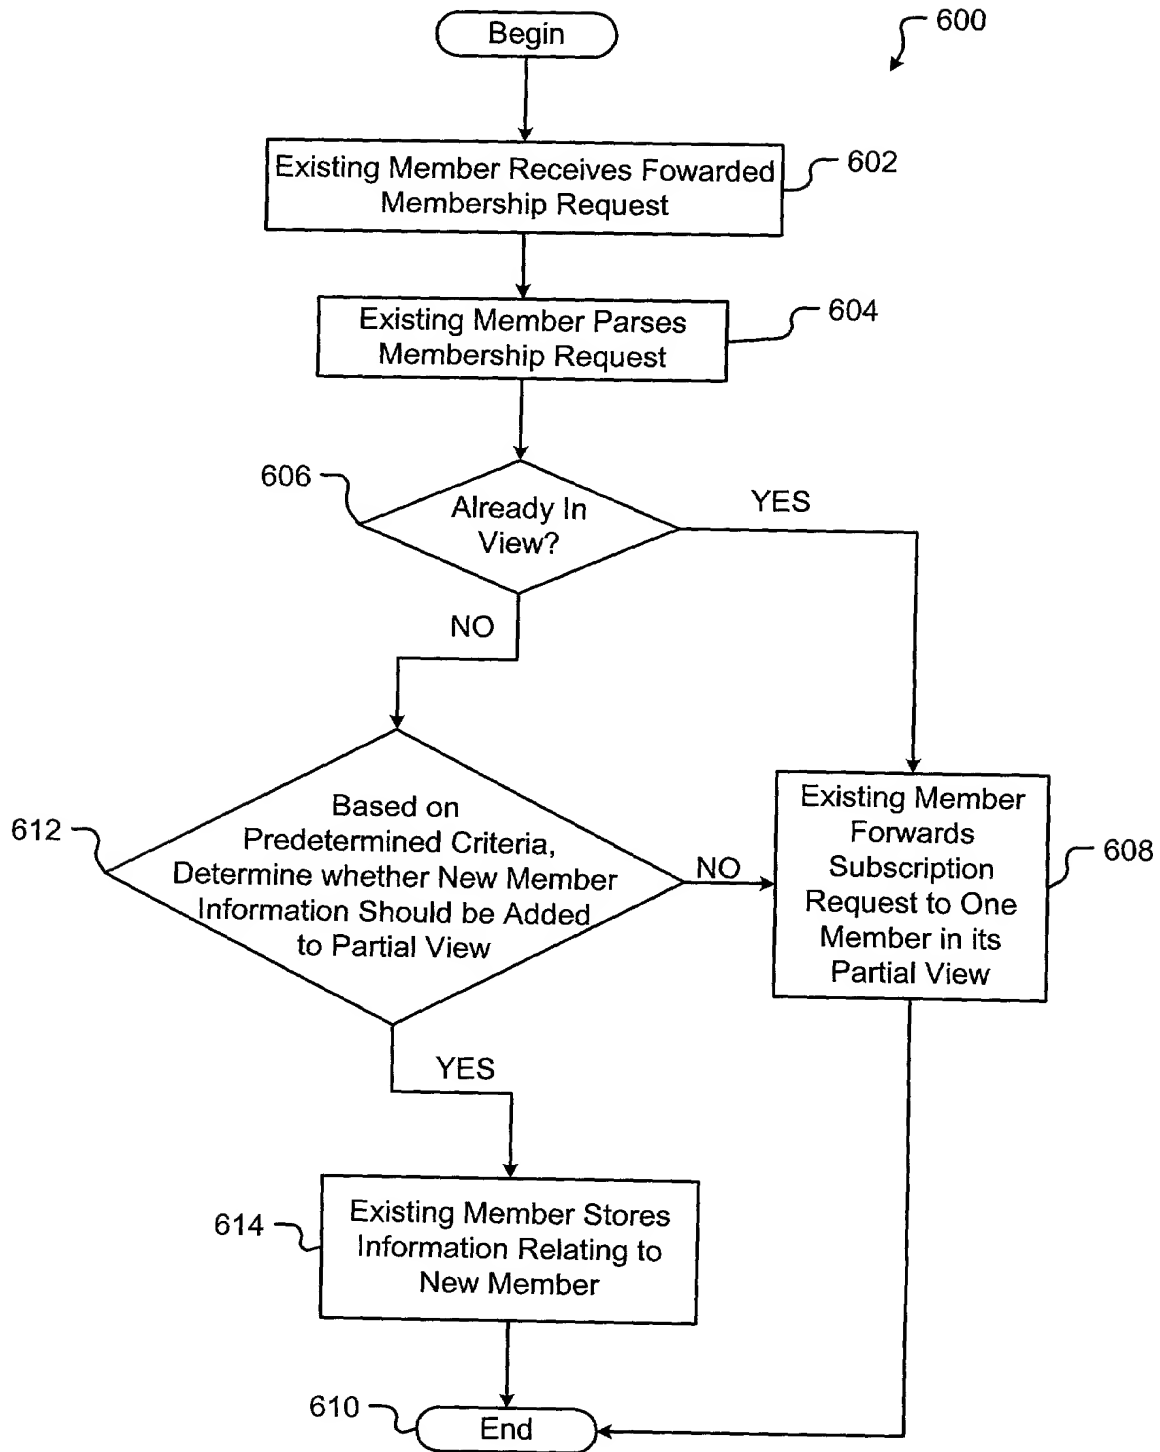 Begin
600
Existing Member Receives Fowarded
Membership Request
602
Existing Member Parses
Membership Request
604
606
Already In
View?
YES
NO
612
Based on
Predetermined Criteria,
Determine whether New Member
Information Should be Added
to Partial View
NO
Existing Member
Forwards
Subscription
Request to One
Member in its
Partial View
608
YES
614
Existing Member Stores
Information Relating to
New Member
610
End